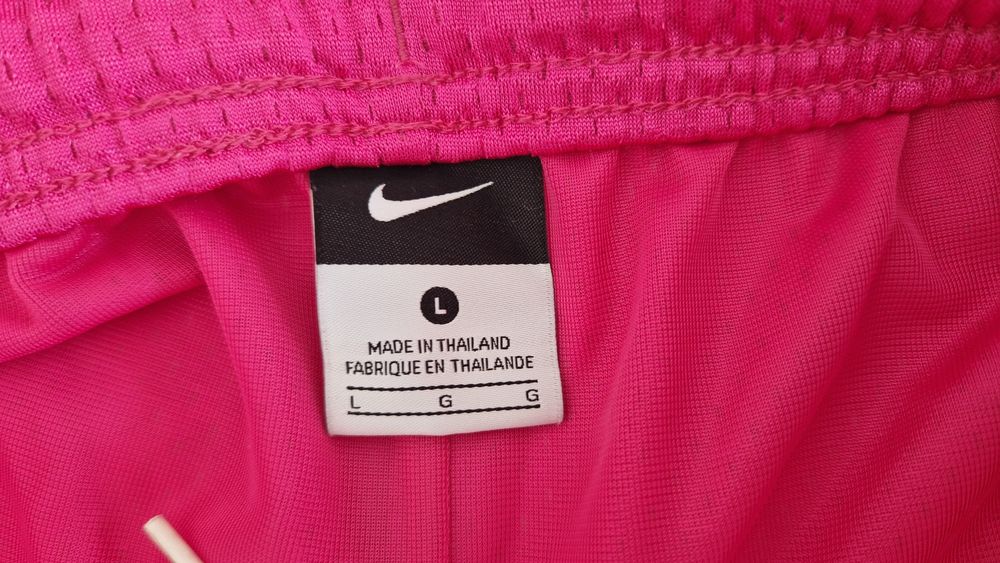 L
MADE IN THAILAND
FABRIQUE EN THAILANDE
L G G